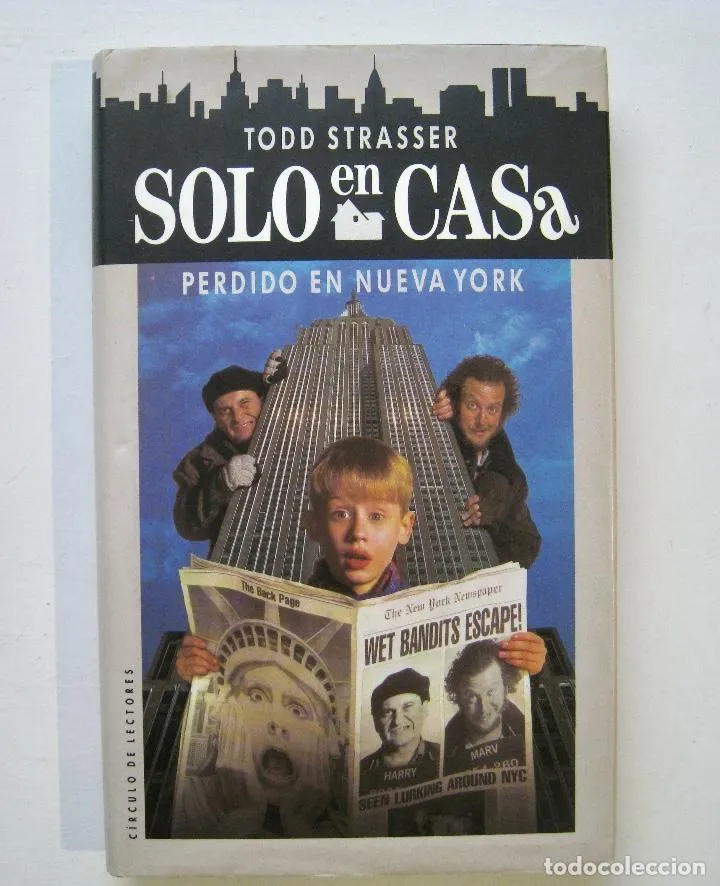 TODD STRASSER
SOLO en CASa
PERDIDO EN NUEVA YORK
The Back Page
The New York Newspaper
WET BANDITS ESCAPE!
HARRY
MARV
SEEN LURKING AROUND NYC
CÍRCULO DE LECTORES
todocoleccion